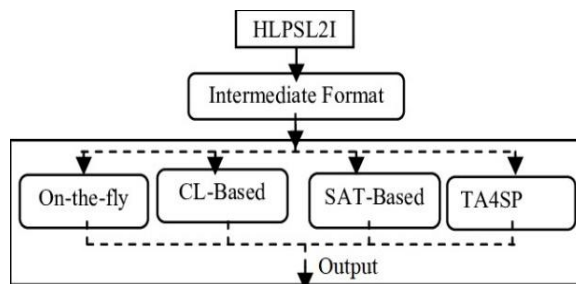 HLPSL2I
Intermediate Format
On-the-fly
CL-Based
SAT-Based
TA4SP
Output